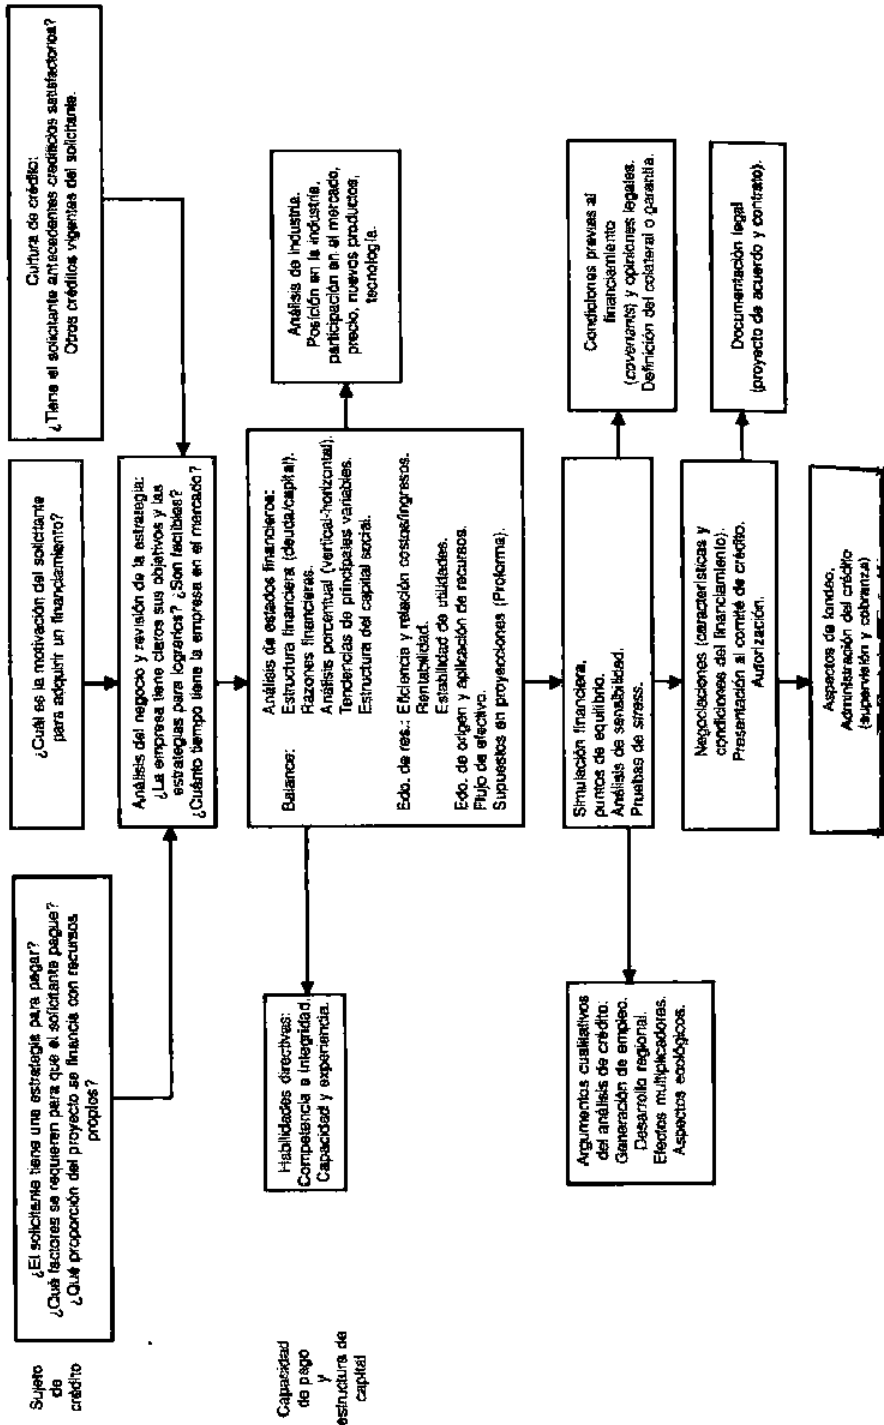 Sujeto
de
crédito
¿El solicitante tiene una estrategia para pagar?
¿Qué factores se requieren para que el solicitante pague?
¿Qué proporción del proyecto se financia con recursos
propios?
¿Cuál es la motivación del solicitante
para adquirir un financiamiento?
Cultura de crédito:
¿Tiene el solicitante antecedentes crediticios satisfactorios?
Otros créditos vigentes del solicitante.
Análisis del negocio y revisión de la estrategia:
¿La empresa tiene claros sus objetivos y las
estrategias para lograrlos? ¿Son factibles?
¿Cuánto tiempo tiene la empresa en el mercado?
Capacidad
de pago
y
estructura de
capital
Habilidades directivas:
Competencia e integridad.
Capacidad y experiencia.
Análisis de estados financieros:
Balance: Estructura financiera (deuda/capital).
Razones financieras.
Análisis porcentual (vertical-horizontal).
Tendencias de principales variables.
Estructura del capital social.
Edo. de res.: Eficiencia y relación costos/ingresos.
Rentabilidad.
Estabilidad de utilidades.
Edo. de origen y aplicación de recursos.
Flujo de efectivo.
Supuestos en proyecciones (Proforma).
Análisis de industria.
Posición en la industria,
participación en el mercado,
precio, nuevos productos,
tecnología.
Argumentos cualitativos
del análisis de crédito:
Generación de empleo.
Desarrollo regional.
Efectos multiplicadores.
Aspectos ecológicos.
Simulación financiera,
puntos de equilibrio.
Análisis de sensibilidad.
Pruebas de stress.
Condiciones previas al
financiamiento
(covenants) y opiniones legales.
Definición del colateral o garantía.
Negociaciones (características y
condiciones del financiamiento).
Presentación al comité de crédito.
Autorización.
Documentación legal
(proyecto de acuerdo y contrato).
Aspectos de fondeo,
Administración del crédito
(supervisión y cobranza)